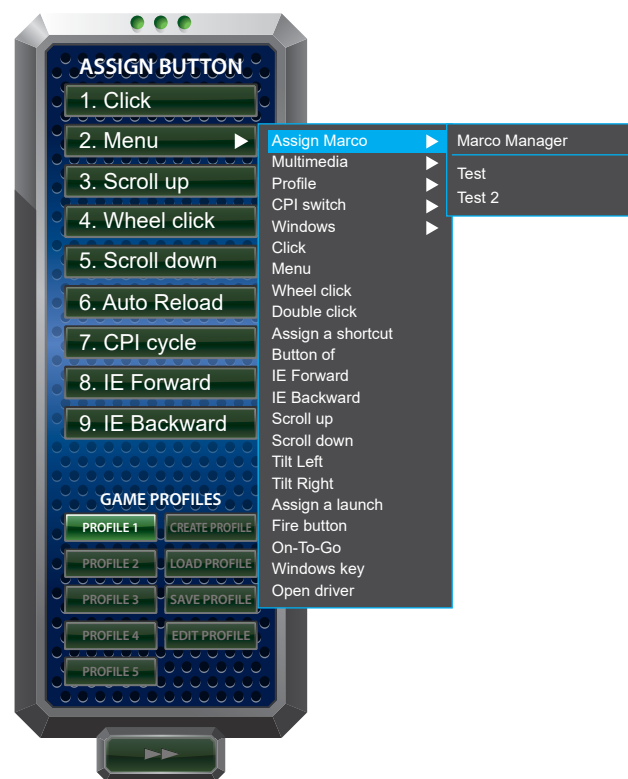 ASSIGN BUTTON
1. Click
2. Menu
3. Scroll up
4. Wheel click
5. Scroll down
6. Auto Reload
7. CPI cycle
8. IE Forward
9. IE Backward
GAME PROFILES
PROFILE 1 CREATE PROFILE
PROFILE 2 LOAD PROFILE
PROFILE 3 SAVE PROFILE
PROFILE 4 EDIT PROFILE
PROFILE 5
Assign Marco
Multimedia
Profile
CPI switch
Windows
Click
Menu
Wheel click
Double click
Assign a shortcut
Button of
IE Forward
IE Backward
Scroll up
Scroll down
Tilt Left
Tilt Right
Assign a launch
Fire button
On-To-Go
Windows key
Open driver
Marco Manager
Test
Test 2